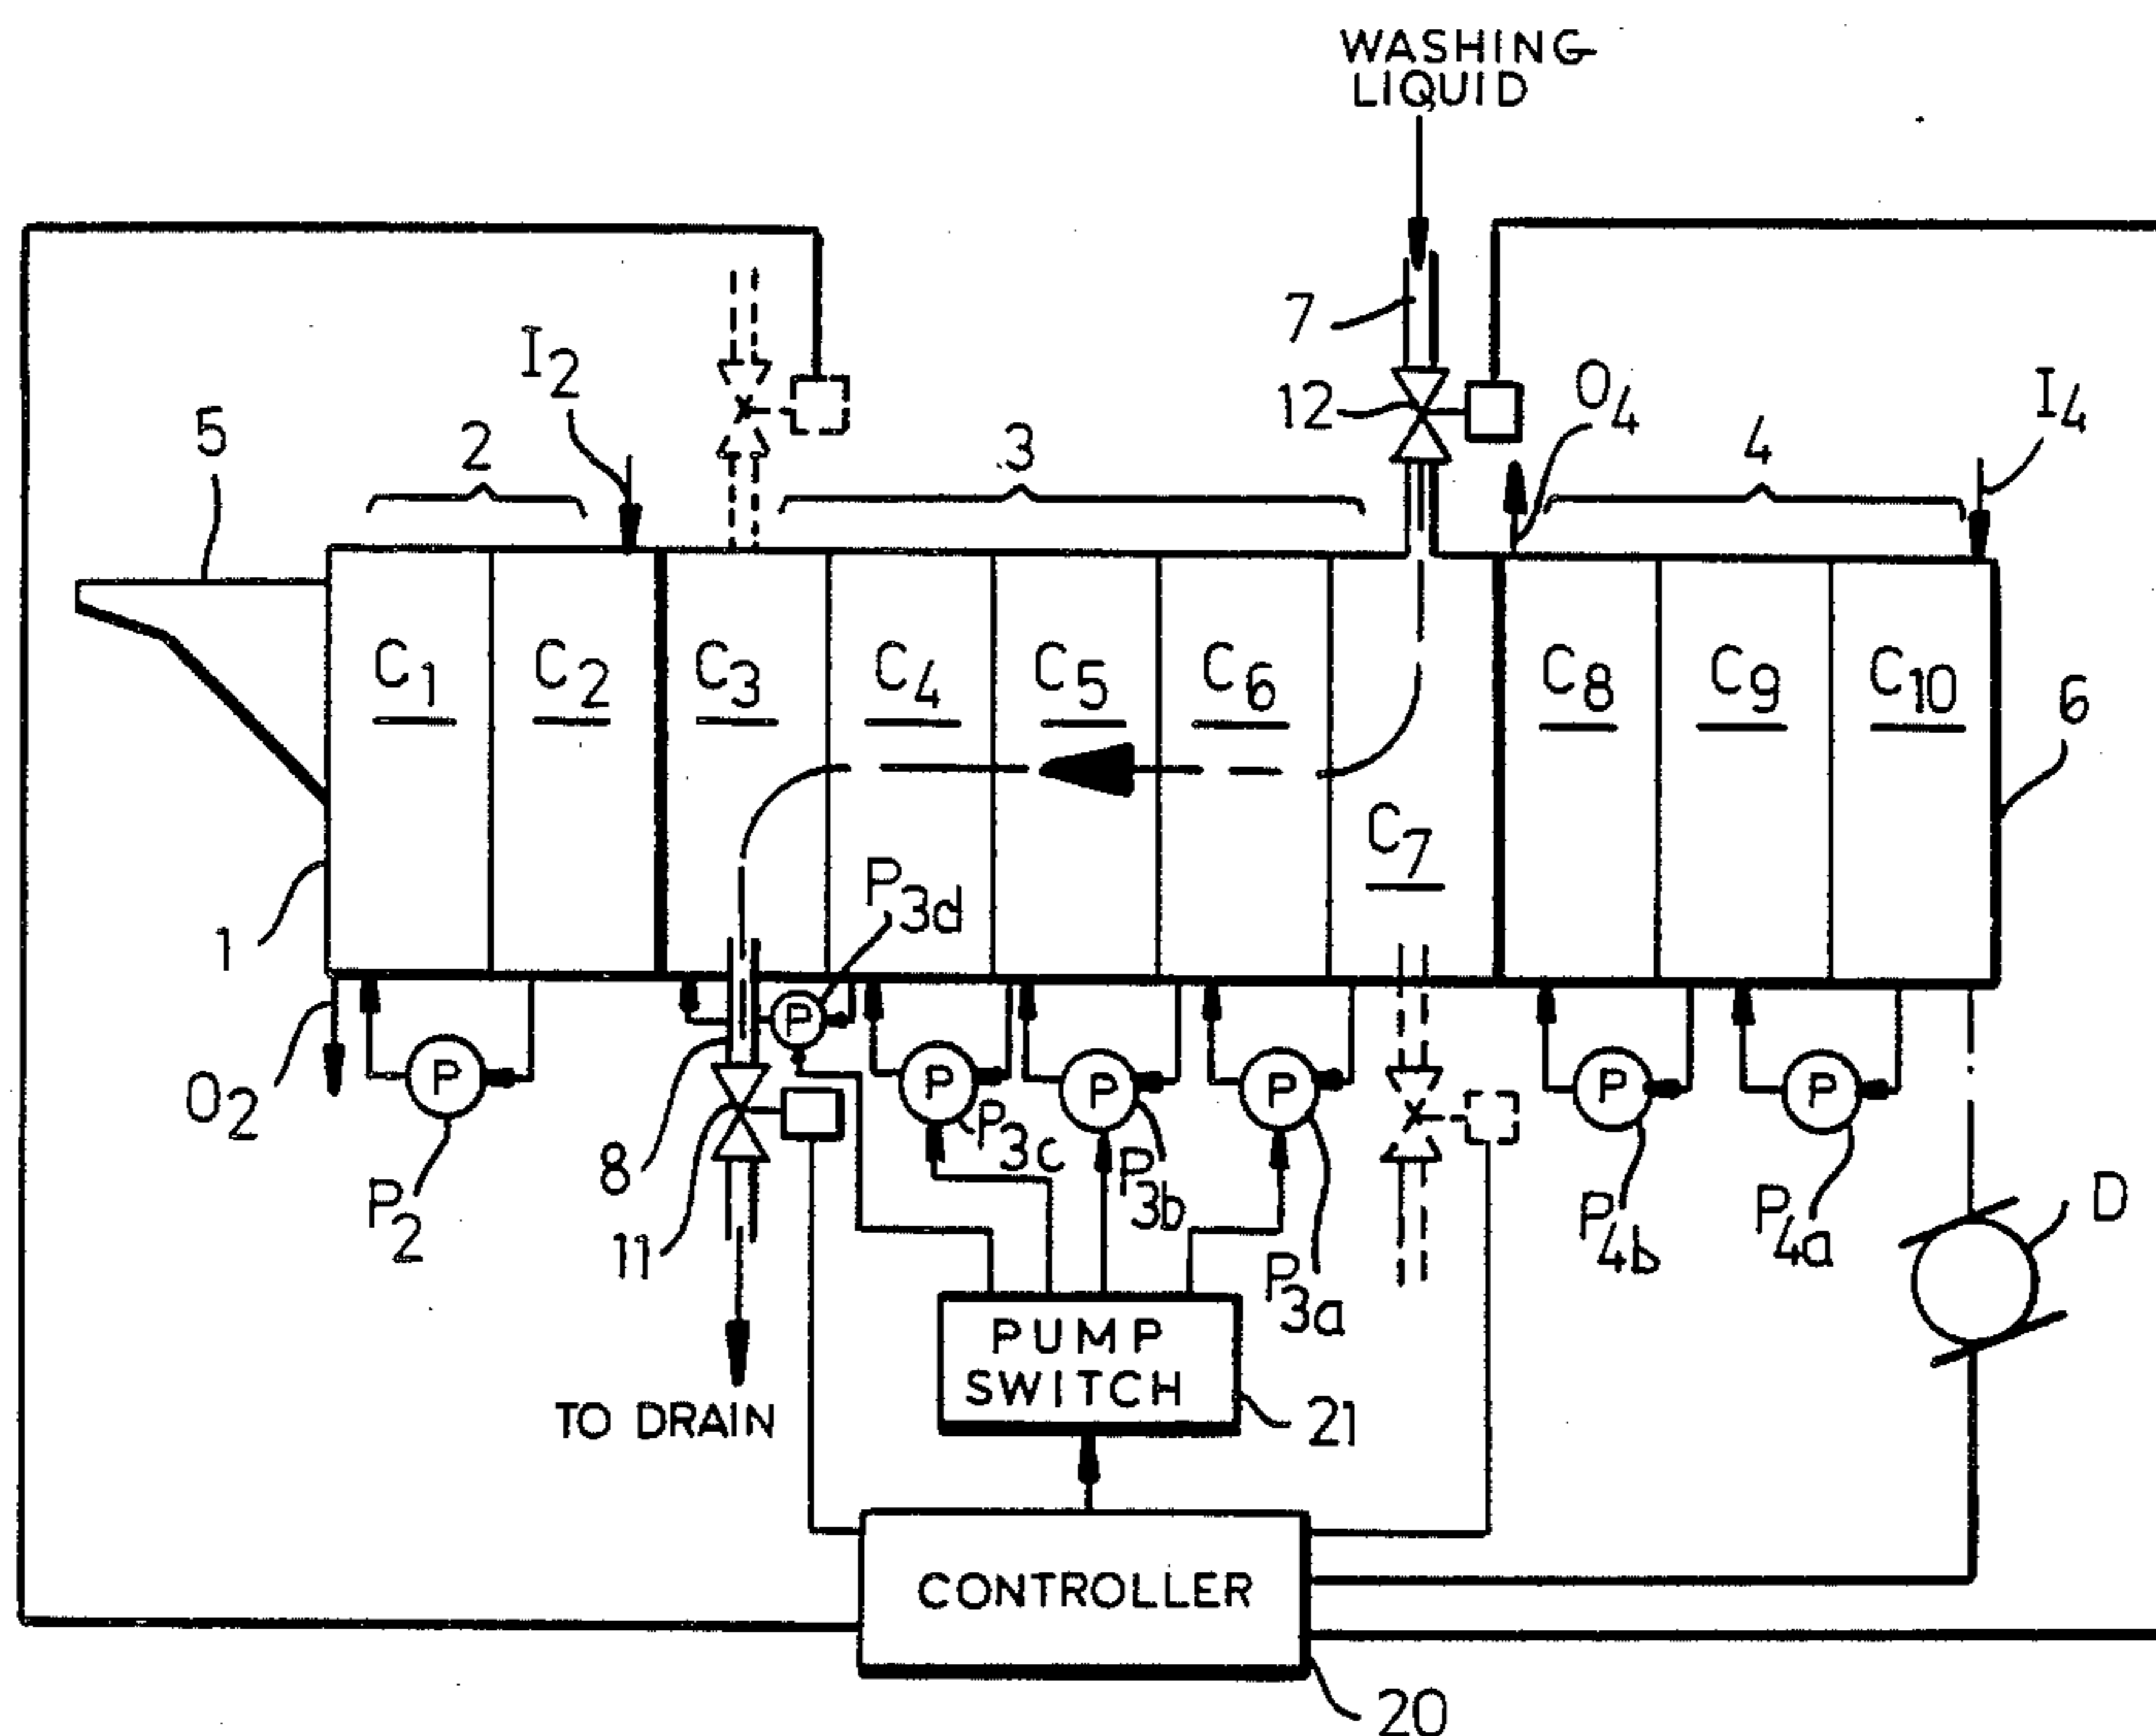 WASHING
LIQUID
7
I2
12
O4
I4
5
2
3
4
C1
C2
C3
C4
C5
C6
C7
C8
C9
C10
6
1
P3d
P
P
P
P
P
P
P
O2
8
P3c
P3b
P2
11
P3a
P4b
P4a
D
PUMP
SWITCH
TO DRAIN
21
CONTROLLER
20